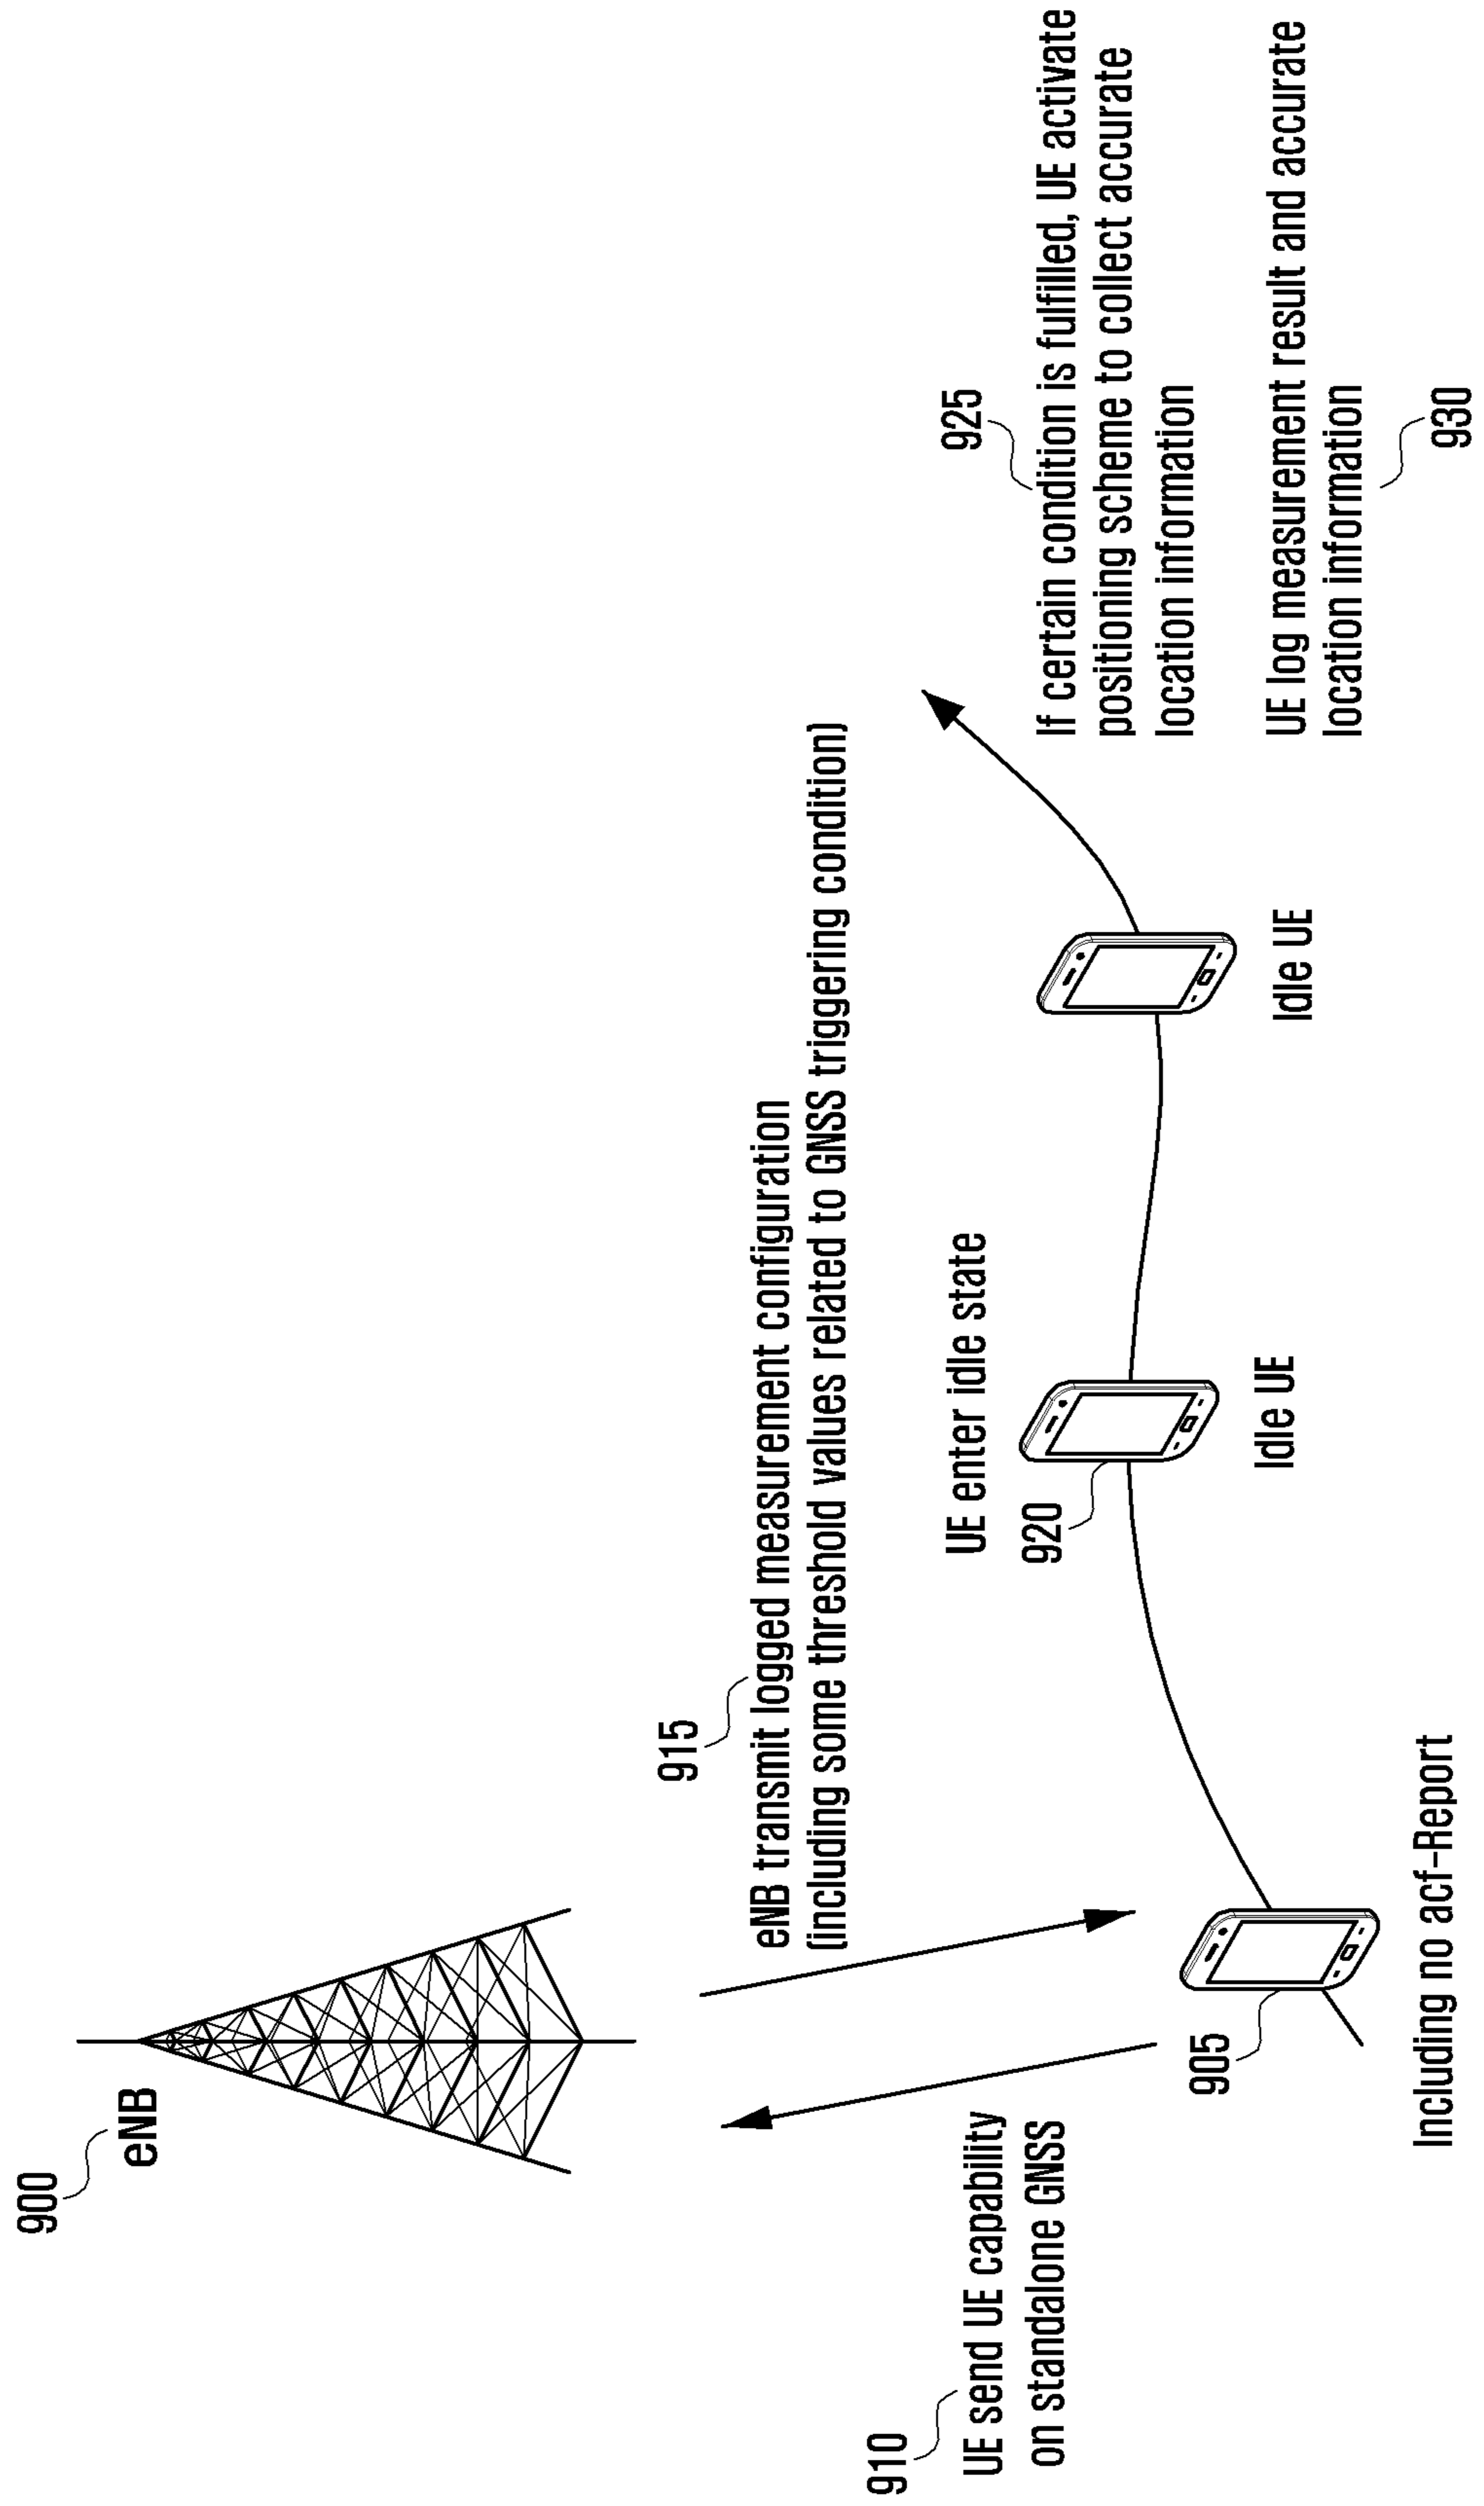 900
eNB
910
UE send UE capability
on standalone GNSS
915
eNB transmit logged measurement configuration
(including some threshold values related to GNSS triggering condition)
905
Including no acf-Report
UE enter idle state
920
Idle UE
Idle UE
925
If certain condition is fulfilled, UE activate
positioning scheme to collect accurate
location information
UE log measurement result and accurate
location information
930